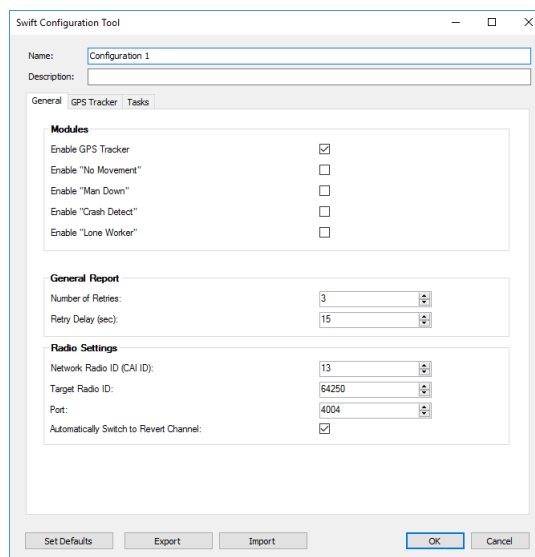 Swift Configuration Tool
Name: Configuration 1
Description:
General GPS Tracker Tasks
Modules
Enable GPS Tracker
Enable "No Movement"
Enable "Man Down"
Enable "Crash Detect"
Enable "Lone Worker"
General Report
Number of Retries: 3
Retry Delay (sec): 15
Radio Settings
Network Radio ID (CAI ID): 13
Target Radio ID: 64250
Port: 4004
Automatically Switch to Revert Channel:
Set Defaults Export Import OK Cancel